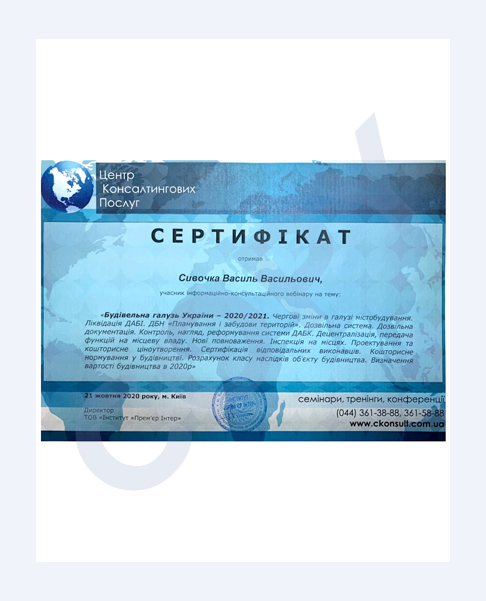 Центр
Консалтингових
Послуг
СЕРТИФІКАТ
отримав
Сивочка Василь Васильович,
учасник інформаційно-консультаційного вебінару на тему:
«Будівельна галузь України – 2020/2021. Чергові зміни в галузі містобудування.
Ліквідація ДАБІ. ДБН «Планування і забудови територій». Дозвільна система. Дозвільна
документація. Контроль, нагляд, реформування системи ДАБК. Децентралізація, передача
функцій на місцеву владу. Нові повноваження. Інспекція на місцях. Проектування та
кошторисне ціноутворення. Сертифікація відповідальних виконавців. Кошторисне
нормування у будівництві. Розрахунок класу наслідків об'єкту будівництва. Визначення
вартості будівництва в 2020р»
21 жовтня 2020 року, м. Київ
Директор
ТОВ «Інститут «Прем'єр Інтер»
семінари, тренінги, конференції
(044) 361-38-88, 361-58-88
www.ckonsult.com.ua